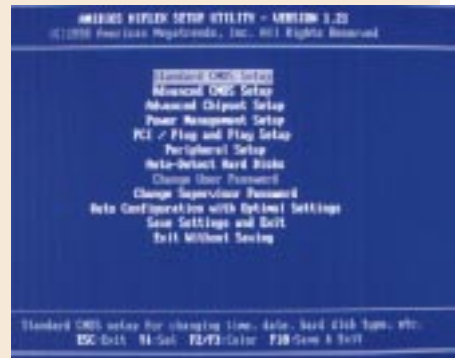 AMIBIOS HIFLEX SETUP UTILITY - VERSION 1.21
(C)1998 American Megatrends, Inc. All Rights Reserved
Standard CMOS Setup
Advanced CMOS Setup
Advanced Chipset Setup
Power Management Setup
PCI / Plug and Play Setup
Peripheral Setup
Auto-Detect Hard Disks
Change User Password
Change Supervisor Password
Auto Configuration with Optimal Settings
Save Settings and Exit
Exit Without Saving
Standard CMOS setup for changing time, date, hard disk type, etc.
ESC:Exit :Sel F2/F3:Color F10:Save & Exit